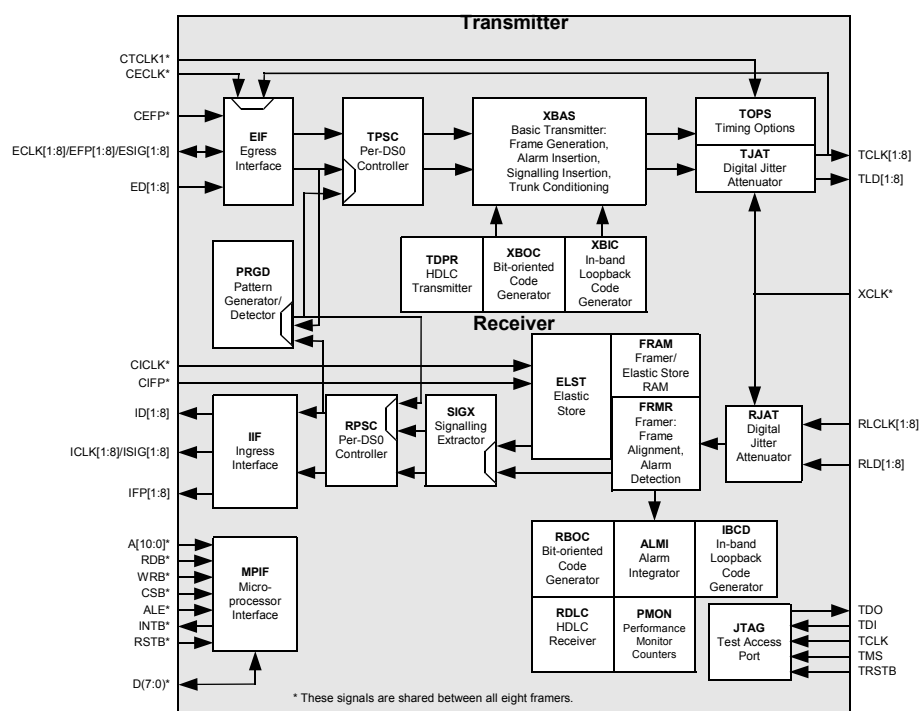 Transmitter
CTCLK1*
CECLK*
CEFP*
ECLK[1:8]/EFP[1:8]/ESIG[1:8]
ED[1:8]
EIF
Egress
Interface
TPSC
Per-DS0
Controller
XBAS
Basic Transmitter:
Frame Generation,
Alarm Insertion,
Signalling Insertion,
Trunk Conditioning
TOPS
Timing Options
TJAT
Digital Jitter
Attenuator
TCLK[1:8]
TLD[1:8]
PRGD
Pattern
Generator/
Detector
TDPR
HDLC
Transmitter
XBOC
Bit-oriented
Code
Generator
XBIC
In-band
Loopback
Code
Generator
XCLK*
Receiver
CICLK*
CIFP*
ID[1:8]
ICLK[1:8]/ISIG[1:8]
IFP[1:8]
IIF
Ingress
Interface
RPSC
Per-DS0
Controller
SIGX
Signalling
Extractor
ELST
Elastic
Store
FRAM
Framer/
Elastic Store
RAM
FRMR
Framer:
Frame
Alignment,
Alarm
Detection
RJAT
Digital
Jitter
Attenuator
RLCLK[1:8]
RLD[1:8]
A[10:0]*
RDB*
WRB*
CSB*
ALE*
INTB*
RSTB*
D(7:0)*
MPIF
Micro-
processor
Interface
RBOC
Bit-oriented
Code
Generator
ALMI
Alarm
Integrator
IBCD
In-band
Loopback
Code
Generator
RDLC
HDLC
Receiver
PMON
Performance
Monitor
Counters
JTAG
Test Access
Port
TDO
TDI
TCLK
TMS
TRSTB
* These signals are shared between all eight framers.